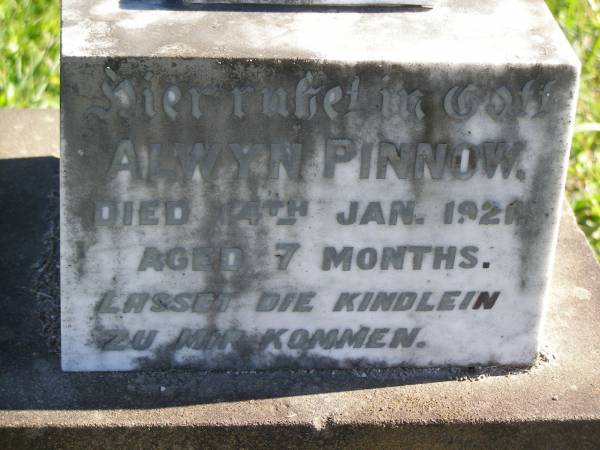 Hier ruhet in Gott
ALWYN PINNOW.
DIED 14TH JAN. 1921
AGED 7 MONTHS.
LASSET DIE KINDLEIN
ZU MIR KOMMEN.